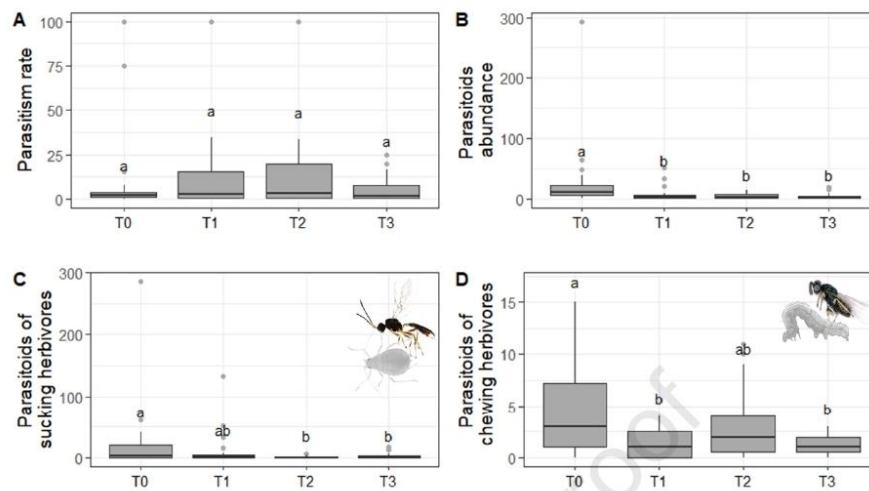 A
Parasitism rate
100
75
50
25
0
a
a
a
a
T0 T1 T2 T3
B
Parasitoids
abundance
300
200
100
0
a
b
b
b
T0 T1 T2 T3
C
Parasitoids of
sucking herbivores
300
200
100
0
a
ab
b
b
T0 T1 T2 T3
D
Parasitoids of
chewing herbivores
15
10
5
0
a
b
ab
b
T0 T1 T2 T3
roof